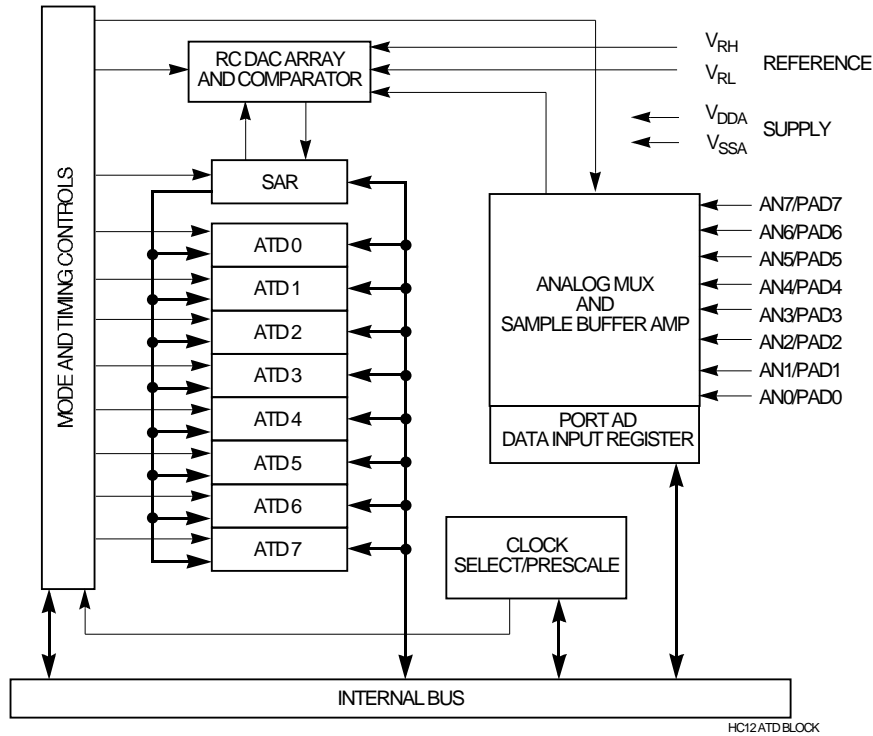 RC DAC ARRAY
AND COMPARATOR
VRH
VRL
REFERENCE
VDDA
VSSA
SUPPLY
MODE AND TIMING CONTROLS
SAR
ATD 0
ATD 1
ATD 2
ATD 3
ATD 4
ATD 5
ATD 6
ATD 7
ANALOG MUX
AND
SAMPLE BUFFER AMP
AN7/PAD7
AN6/PAD6
AN5/PAD5
AN4/PAD4
AN3/PAD3
AN2/PAD2
AN1/PAD1
AN0/PAD0
PORT AD
DATA INPUT REGISTER
CLOCK
SELECT/PRESCALE
INTERNAL BUS
HC12 ATD BLOCK